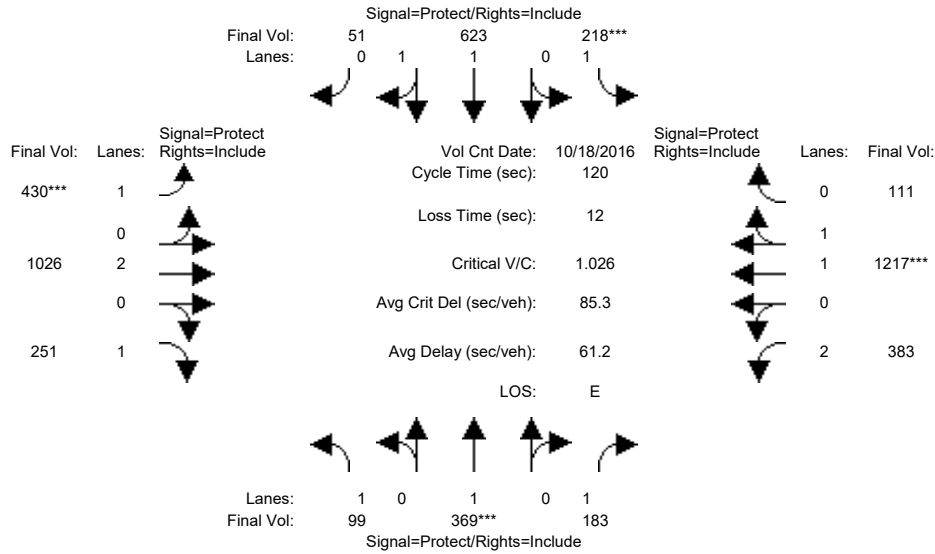 Signal=Protect/Rights=Include
Final Vol: 51 623 218***
Lanes: 0 1 1 0 1
Signal=Protect
Final Vol: Lanes: Rights=Include
Vol Cnt Date: 10/18/2016
Signal=Protect
Rights=Include Lanes: Final Vol:
Cycle Time (sec): 120
430*** 1
0 111
Loss Time (sec): 12
0
1
1026 2
Critical V/C: 1.026
1 1217***
0
Avg Crit Del (sec/veh): 85.3
0
251 1
Avg Delay (sec/veh): 61.2
2 383
LOS: E
Lanes: 1 0 1 0 1
Final Vol: 99 369*** 183
Signal=Protect/Rights=Include